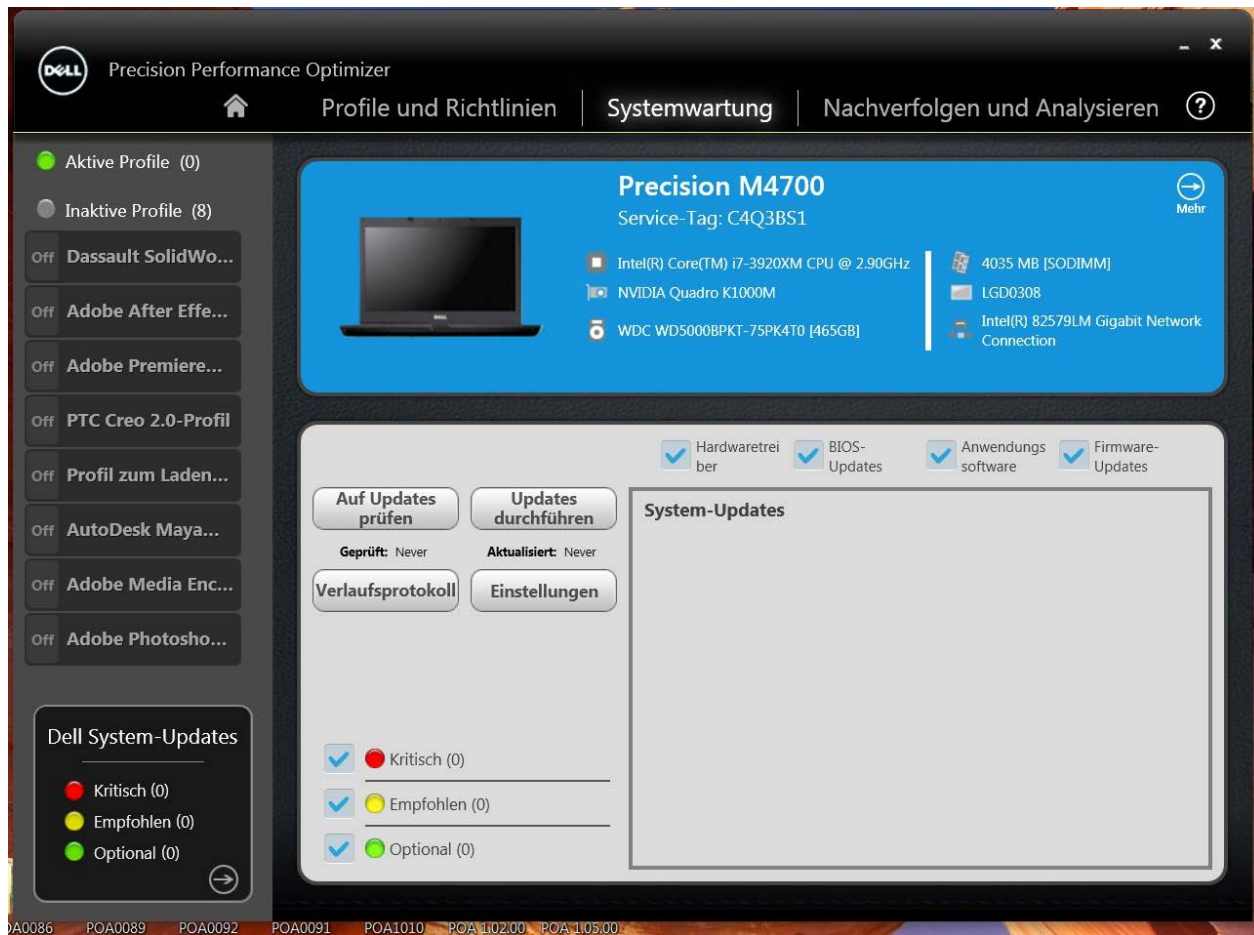 DELL
Precision Performance Optimizer
Profile und Richtlinien
Systemwartung
Nachverfolgen und Analysieren
?
Aktive Profile (0)
Inaktive Profile (8)
Off Dassault SolidWo...
Off Adobe After Effe...
Off Adobe Premiere...
Off PTC Creo 2.0-Profil
Off Profil zum Laden...
Off AutoDesk Maya...
Off Adobe Media Enc...
Off Adobe Photosho...
Dell System-Updates
Kritisch (0)
Empfohlen (0)
Optional (0)
Precision M4700
Service-Tag: C4Q3BS1
Mehr
Intel(R) Core(TM) i7-3920XM CPU @ 2.90GHz
NVIDIA Quadro K1000M
WDC WD5000BPKT-75PK4T0 [465GB]
4035 MB [SODIMM]
LGD0308
Intel(R) 82579LM Gigabit Network
Connection
Hardwaretrei
ber
BIOS-
Updates
Anwendungs
software
Firmware-
Updates
Auf Updates
prüfen
Updates
durchführen
Geprüft: Never
Aktualisiert: Never
Verlaufsprotokoll
Einstellungen
System-Updates
Kritisch (0)
Empfohlen (0)
Optional (0)
POA0089 POA0092 POA0091 POA1010 POA 1.02.00 POA 1.05.00